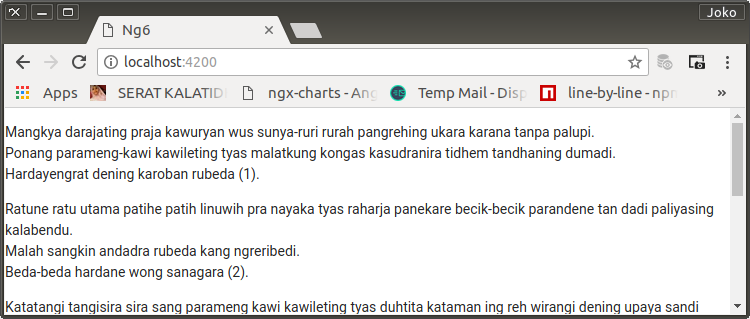 Joko
Ng6
localhost:4200
Apps SERAT KALATID ngx-charts - Ang Temp Mail - Disp line-by-line - npm »
Mangkya darajating praja kawuryan wus sunya-ruri rurah pangrehing ukara karana tanpa palupi.
Ponang parameng-kawi kawileting tyas malatkung kongas kasudranira tidhem tandhaning dumadi.
Hardayengrat dening karoban rubeda (1).
Ratune ratu utama patihe patih linuwih pra nayaka tyas raharja panekare becik-becik parandene tan dadi paliyasing
kalabendu.
Malah sangkin andadra rubeda kang ngreribedi.
Beda-beda hardane wong sanagara (2).
Katatangi tangisira sira sang parameng kawi kawileting tyas duhtita kataman ing reh wirangi dening upaya sandi